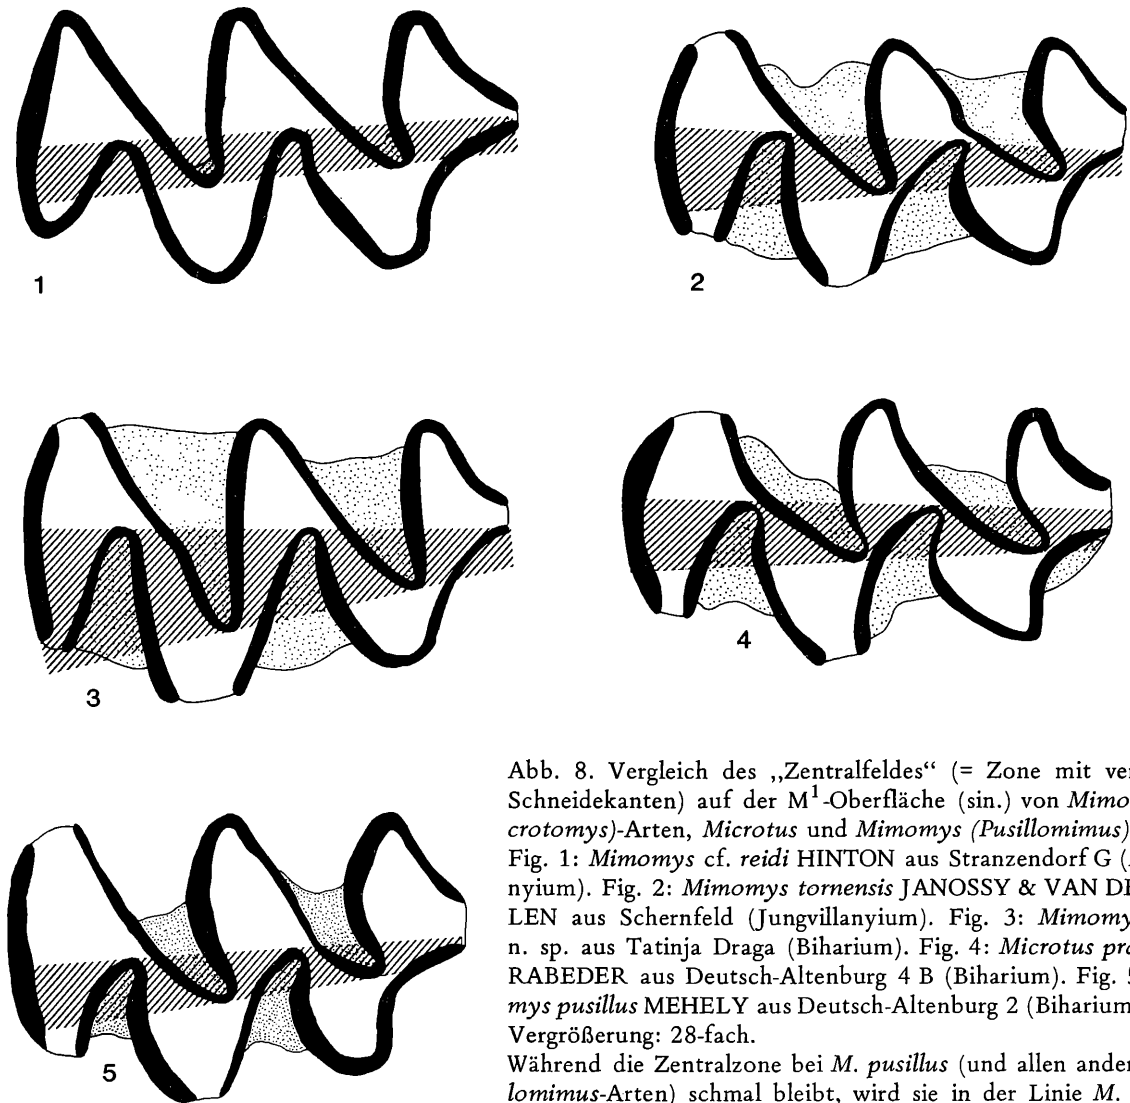 1
2
3
4
5
Abb. 8. Vergleich des „Zentralfeldes“ (= Zone mit ver
Schneidekanten) auf der M¹-Oberfläche (sin.) von Mimo
crotomys)-Arten, Microtus und Mimomys (Pusillomimus)
Fig. 1: Mimomys cf. reidi HINTON aus Stranzendorf G (
nyium). Fig. 2: Mimomys tornensis JANOSSY & VAN DE
LEN aus Schernfeld (Jungvillanyium). Fig. 3: Mimomy
n. sp. aus Tatinja Draga (Biharium). Fig. 4: Microtus pra
RABEDER aus Deutsch-Altenburg 4 B (Biharium). Fig.
mys pusillus MEHELY aus Deutsch-Altenburg 2 (Biharium
Vergrößerung: 28-fach.
Während die Zentralzone bei M. pusillus (und allen ander
lomimus-Arten) schmal bleibt, wird sie in der Linie M.